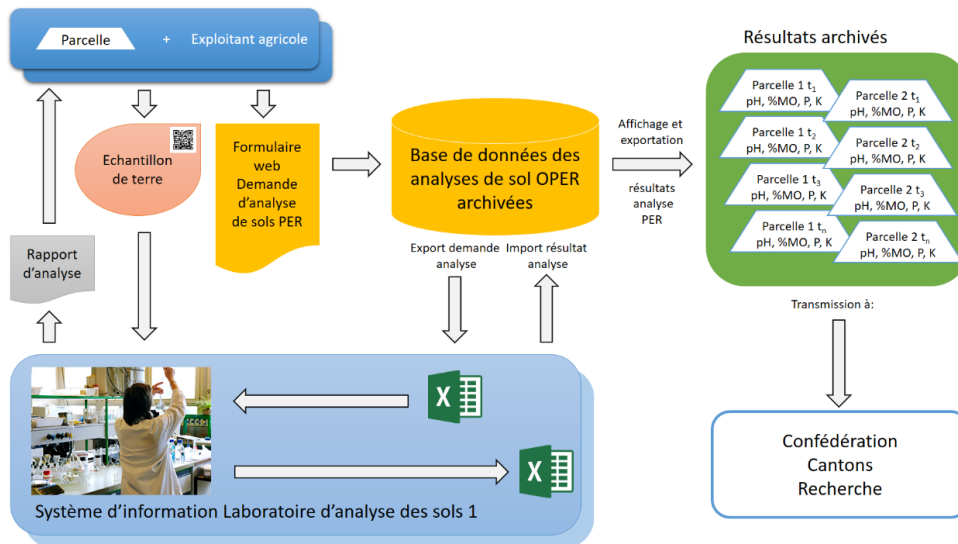 Parcelle + Exploitant agricole
Echantillon
de terre
Formulaire
web
Demande
d'analyse
de sols PER
Rapport
d'analyse
Base de données des
analyses de sol OPER
archivées
Export demande
analyse
Import résultat
analyse
Affichage et
exportation
résultats
analyse
PER
Résultats archivés
Parcelle 1 t1
pH, %MO, P, K
Parcelle 2 t1
pH, %MO, P, K
Parcelle 1 t2
pH, %MO, P, K
Parcelle 2 t2
pH, %MO, P, K
Parcelle 1 t3
pH, %MO, P, K
Parcelle 2 t3
pH, %MO, P, K
Parcelle 1 tn
pH, %MO, P, K
Parcelle 2 tn
pH, %MO, P, K
Transmission à:
Confédération
Cantons
Recherche
X
X
Système d'information Laboratoire d'analyse des sols 1